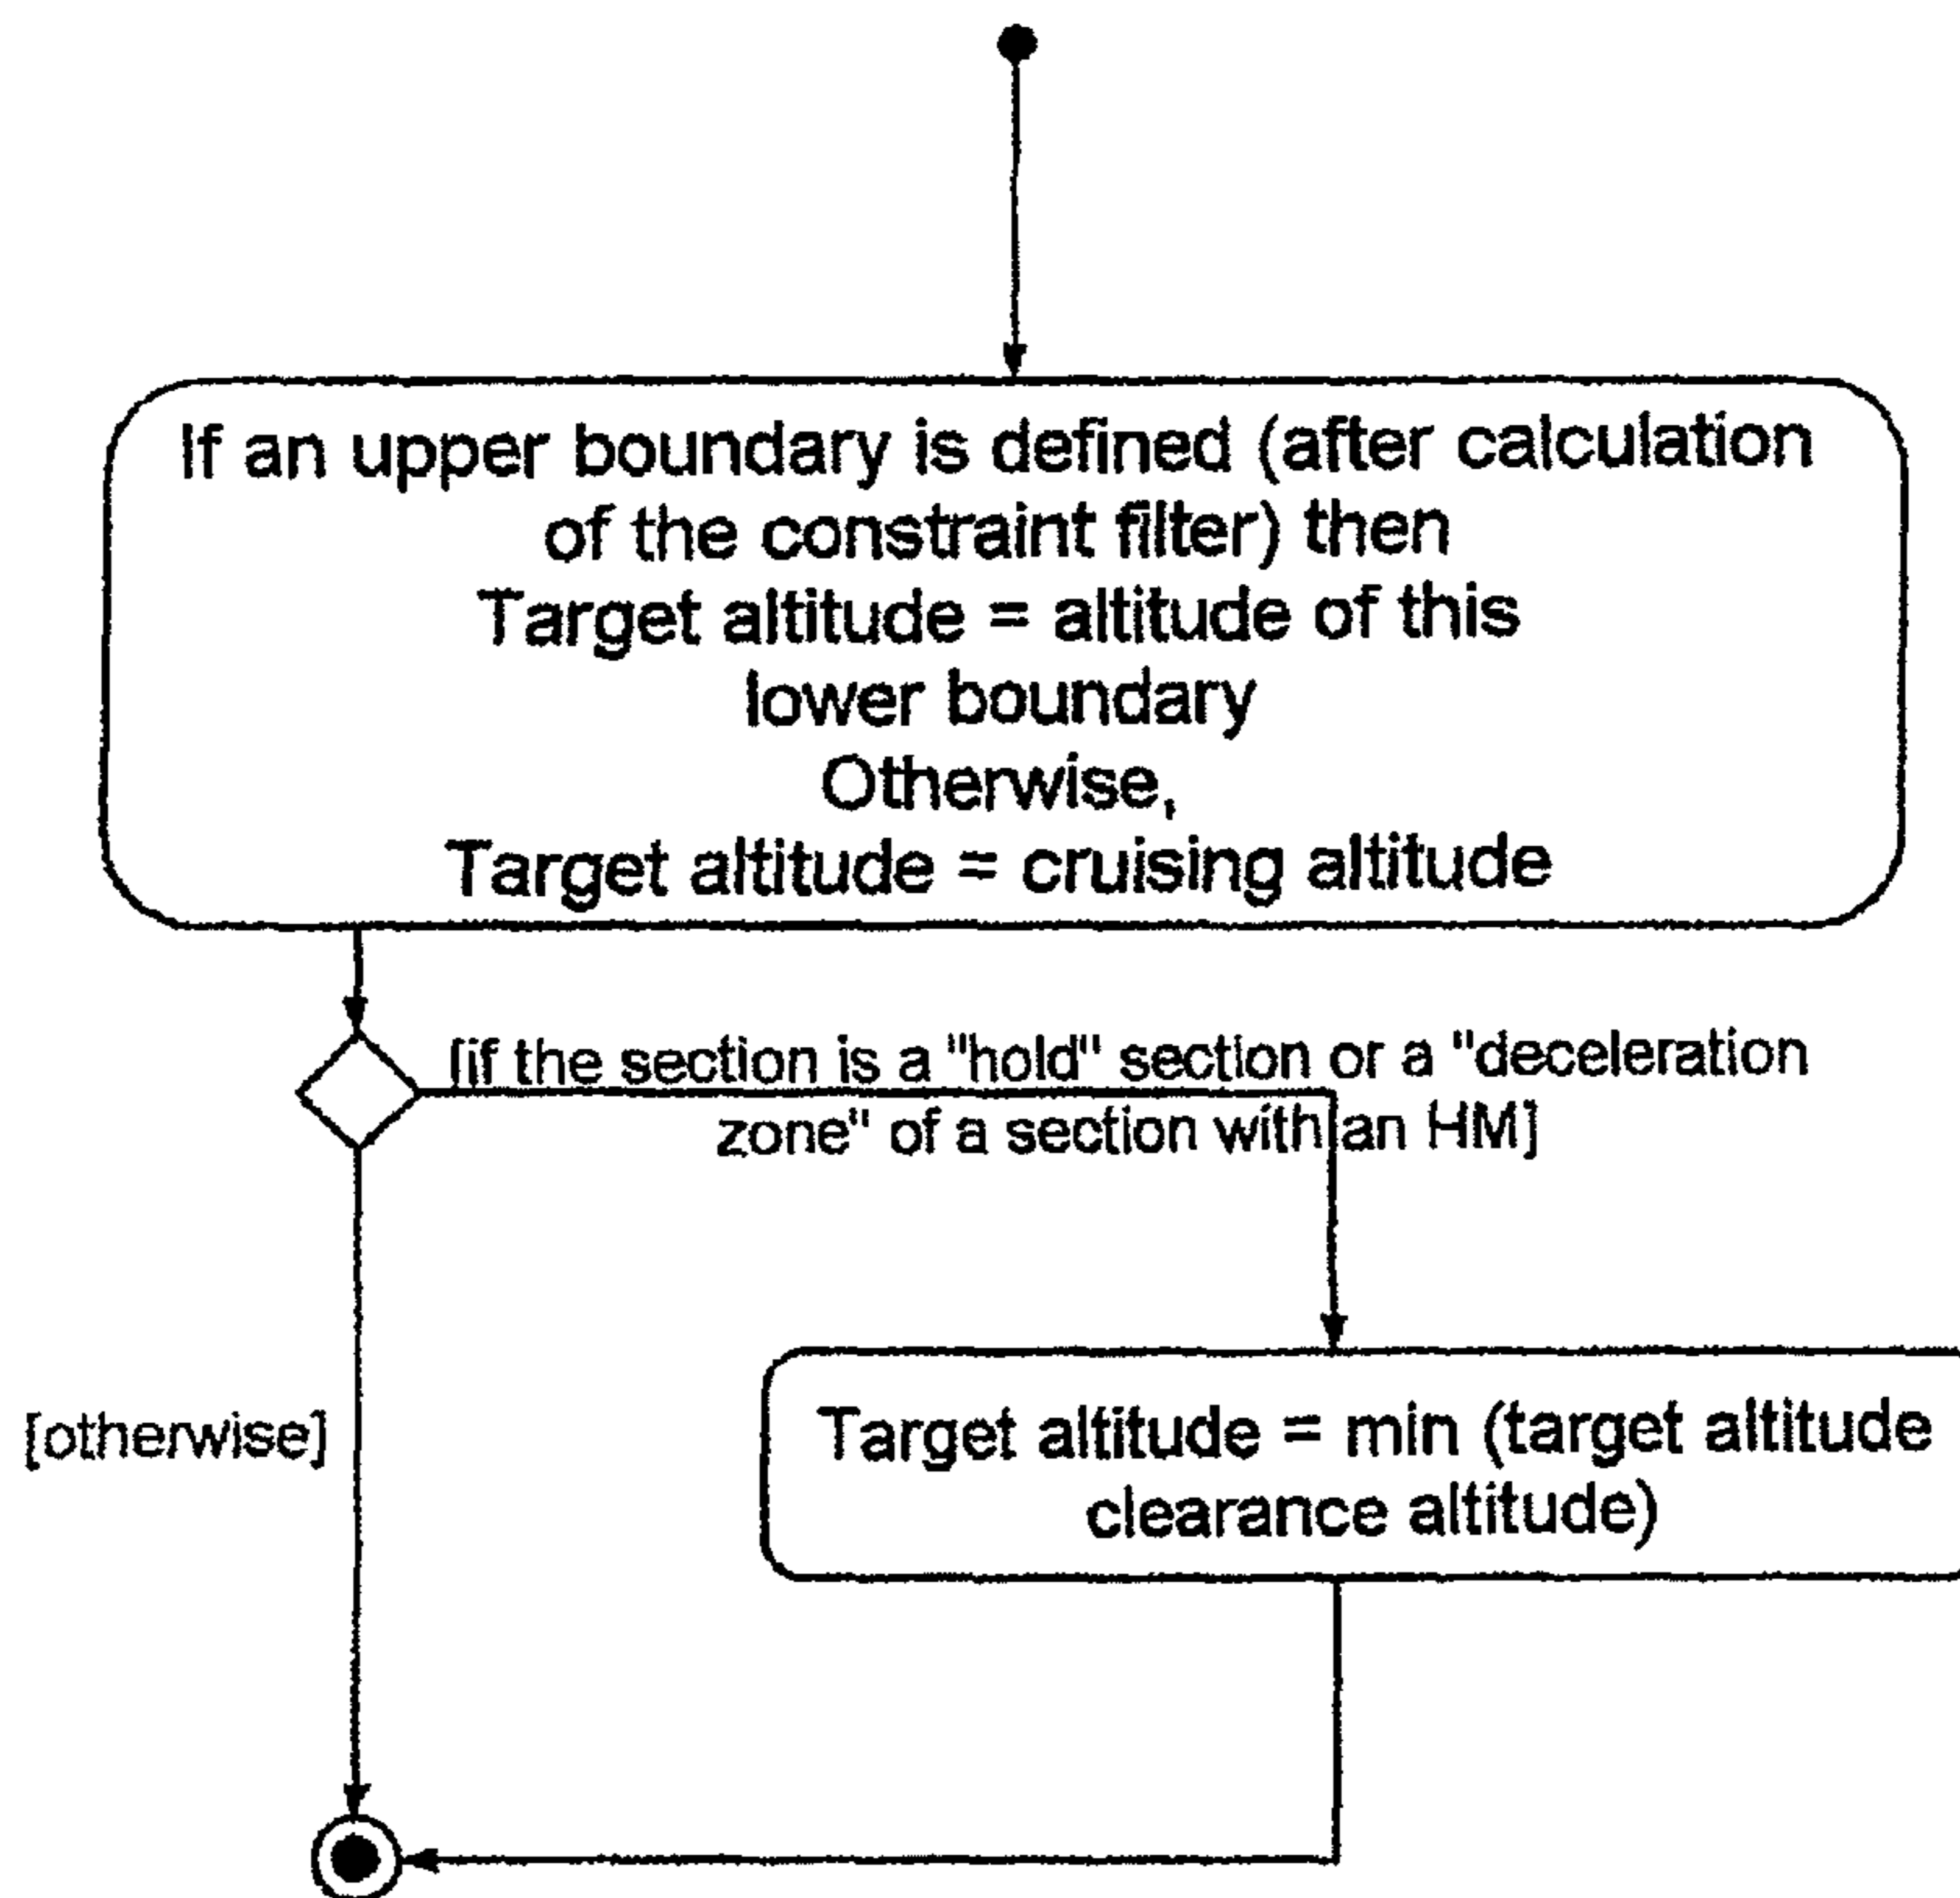 If an upper boundary is defined (after calculation
of the constraint filter) then
Target altitude = altitude of this
lower boundary
Otherwise,
Target altitude = cruising altitude
[if the section is a "hold" section or a "deceleration
zone" of a section with an HM]
[otherwise]
Target altitude = min (target altitude
clearance altitude)